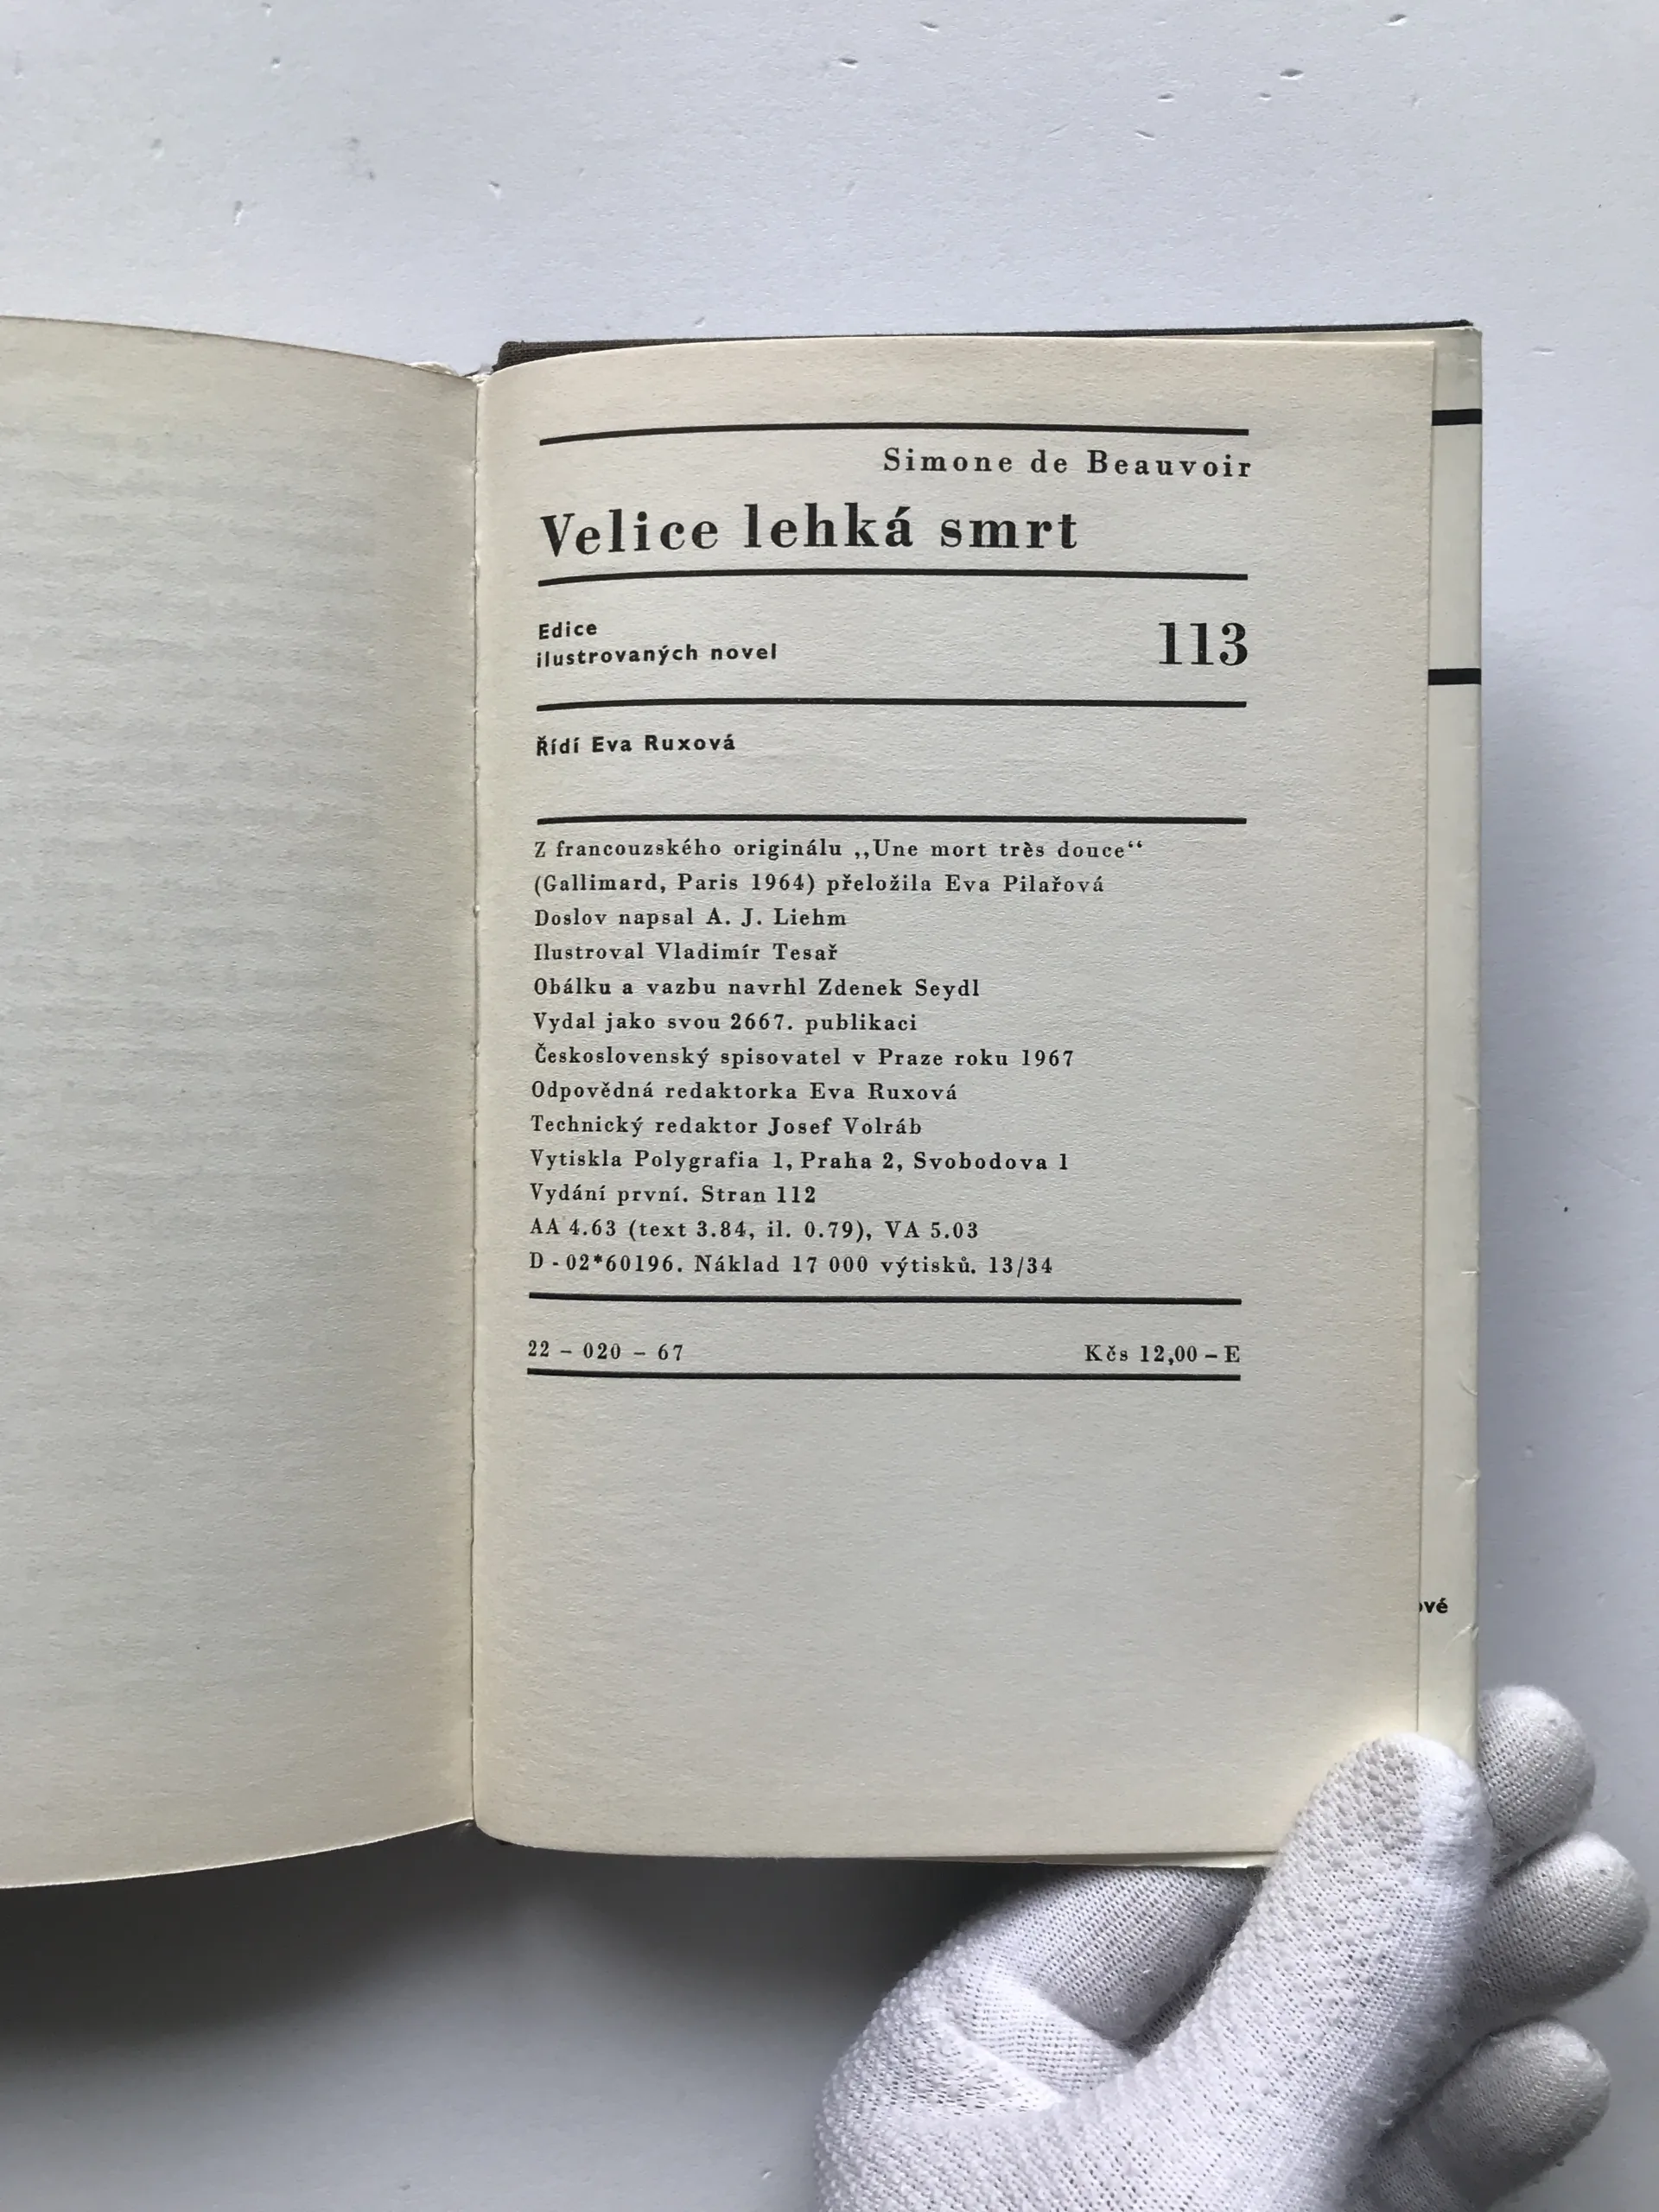 Simone de Beauvoir
Velice lehká smrt
Edice
ilustrovaných novel
113
Řídí Eva Ruxová
Z francouzského originálu „Une mort très douce“
(Gallimard, Paris 1964) přeložila Eva Pilařová
Doslov napsal A. J. Liehm
Ilustroval Vladimír Tesař
Obálku a vazbu navrhl Zdenek Seydl
Vydal jako svou 2667. publikaci
Československý spisovatel v Praze roku 1967
Odpovědná redaktorka Eva Ruxová
Technický redaktor Josef Volráb
Vytiskla Polygrafia 1, Praha 2, Svobodova 1
Vydání první. Stran 112
AA 4.63 (text 3.84, il. 0.79), VA 5.03
D - 02*60196. Náklad 17 000 výtisků. 13/34
22 – 020 – 67
Kčs 12,00 – E